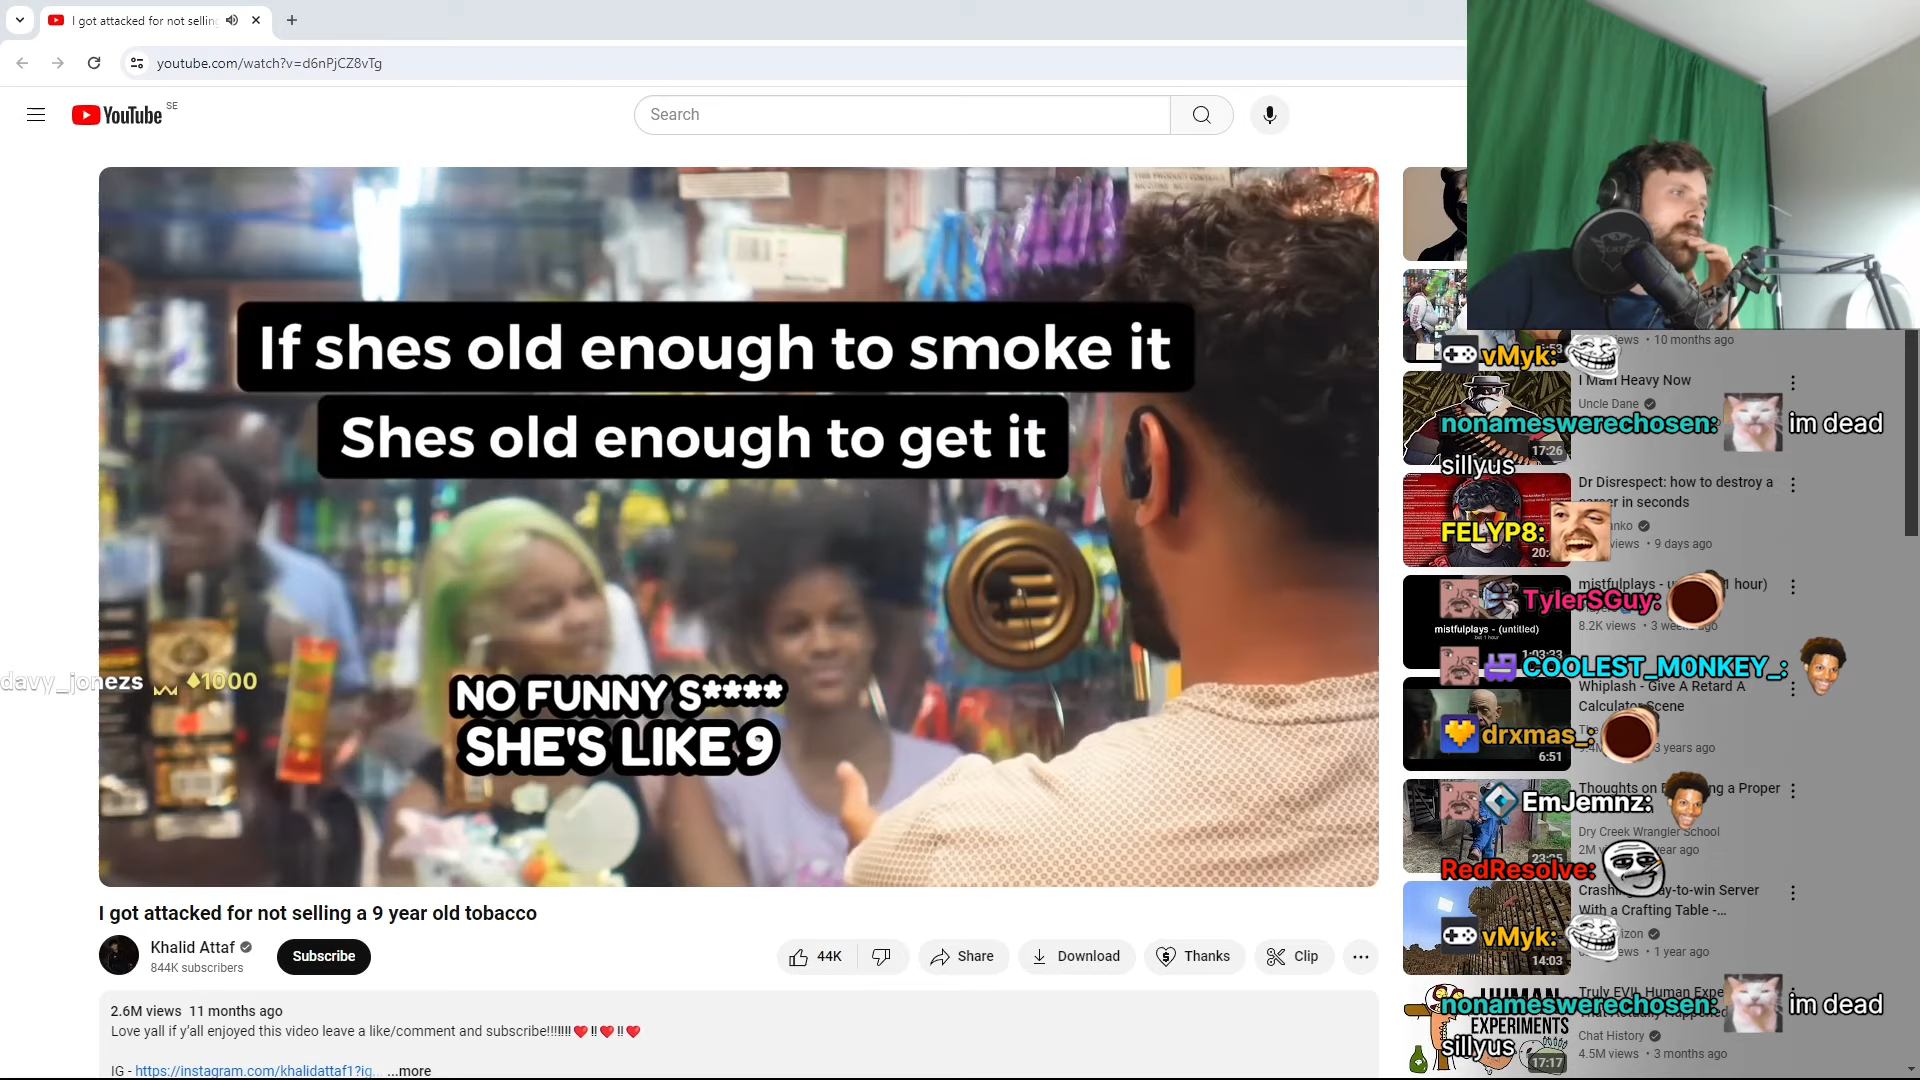 I got attacked for not sellin
youtube.com/watch?v=d6nPjCZ8vTg
YouTube SE
Search
If shes old enough to smoke it
Shes old enough to get it
NO FUNNY S****
SHE'S LIKE 9
davy_jonezs 1000
I got attacked for not selling a 9 year old tobacco
Khalid Attaf
844K subscribers
Subscribe
44K
Share
Download
Thanks
Clip
2.6M views 11 months ago
Love yall if y'all enjoyed this video leave a like/comment and subscribe!!!!!!!❤️!!❤️!!❤️
IG - https://instagram.com/khalidattaf1?ig... ...more
• 10 months ago
vMyk:
I Main Heavy Now
Uncle Dane
nonameswerechosen: im dead
sillyus
17:26
Dr Disrespect: how to destroy a
career in seconds
FELYP8:
views • 9 days ago
mistfulplays - 1 hour)
TylerSGuy:
mistfulplays - (untitled)
8.2K views • 3 weeks ago
1:03:33
COOLEST_M0NKEY_:
Whiplash - Give A Retard A
Calculator Scene
drxmas_:
3 years ago
6:51
Thoughts on a Proper
EmJemnz:
Dry Creek Wrangler School
year ago
RedResolve:
Crash pay-to-win Server
With a Crafting Table -...
vMyk:
• 1 year ago
14:03
Truly EVIL Human Expe
nonameswerechosen: im dead
HUMAN
EXPERIMENTS
Chat History
sillyus
4.5M views • 3 months ago
17:17